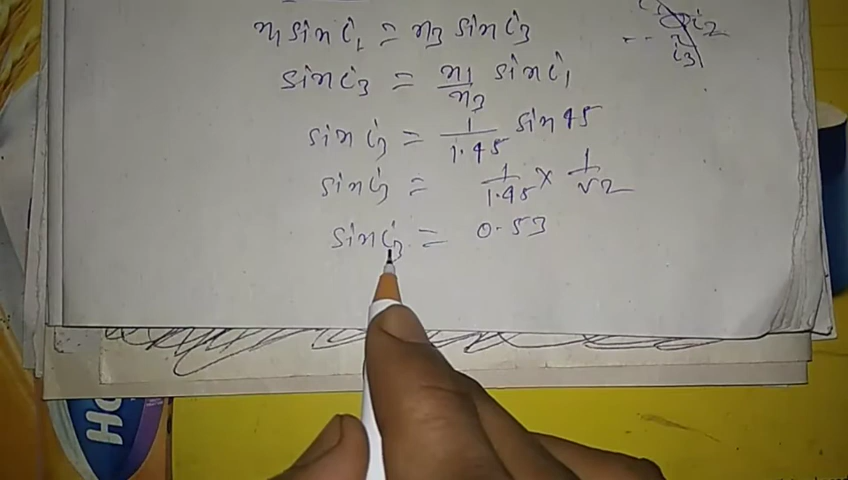 n1 sin i1 = n3 sin i3
i2
i3
sin i3 = n1/n3 sin i1
sin i3 = 1/1.45 sin 45
sin i3 = 1/1.45 × 1/√2
sin i3 = 0.53